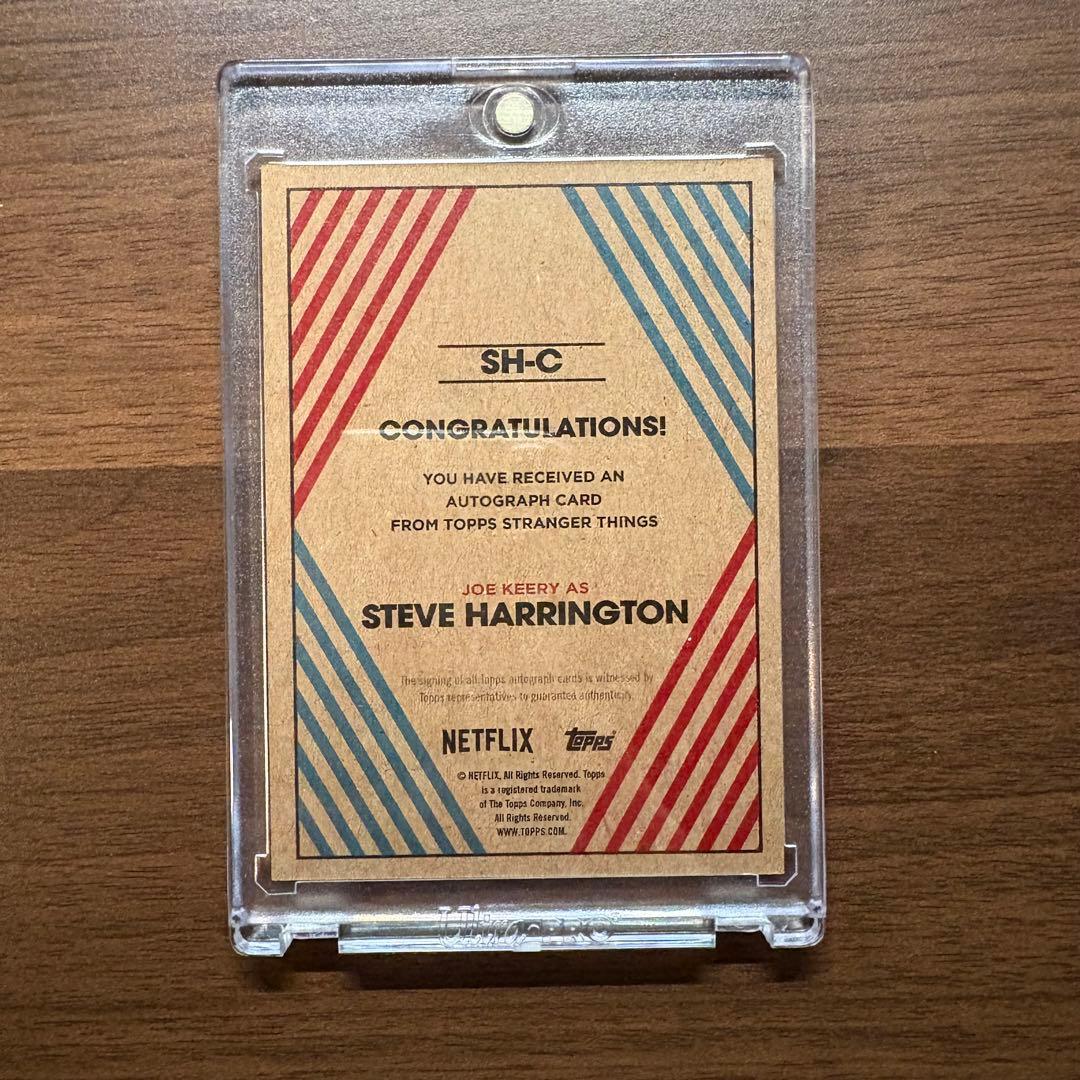 SH-C
CONGRATULATIONS!
YOU HAVE RECEIVED AN
AUTOGRAPH CARD
FROM TOPPS STRANGER THINGS
JOE KEERY AS
STEVE HARRINGTON
The signing of all Topps autograph cards is witnessed by
Topps representatives to guarantee authenticity.
NETFLIX topps
© NETFLIX. All Rights Reserved. Topps
is a registered trademark
of The Topps Company, Inc.
All Rights Reserved.
WWW.TOPPS.COM.
Ultra PRO